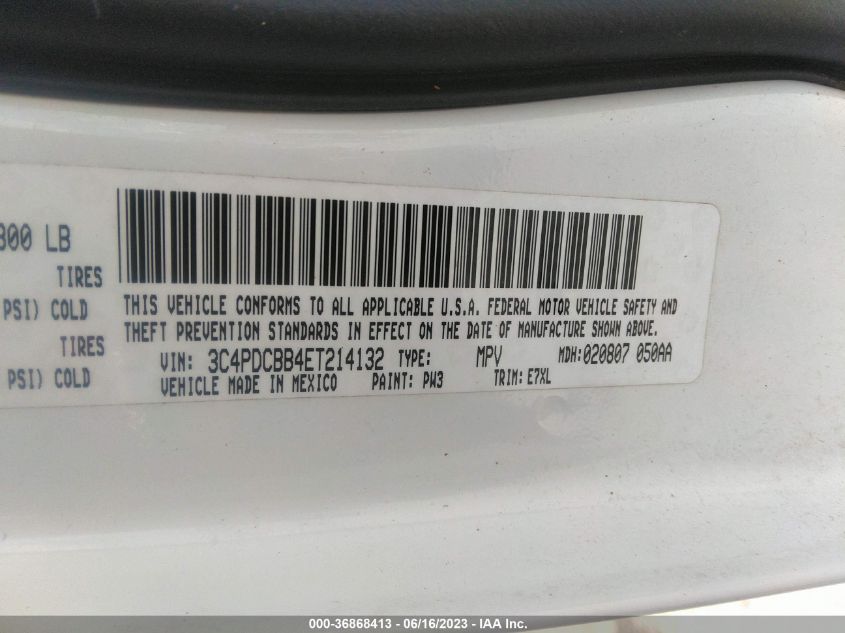 800 LB
TIRES
PSI) COLD
TIRES
PSI) COLD
THIS VEHICLE CONFORMS TO ALL APPLICABLE U.S.A. FEDERAL MOTOR VEHICLE SAFETY AND
THEFT PREVENTION STANDARDS IN EFFECT ON THE DATE OF MANUFACTURE SHOWN ABOVE.
VIN: 3C4PDCBB4ET214132 TYPE: MPV MDH:020807 050AA
VEHICLE MADE IN MEXICO PAINT: PW3 TRIM: E7XL
000-36868413 - 06/16/2023 - IAAI Inc.